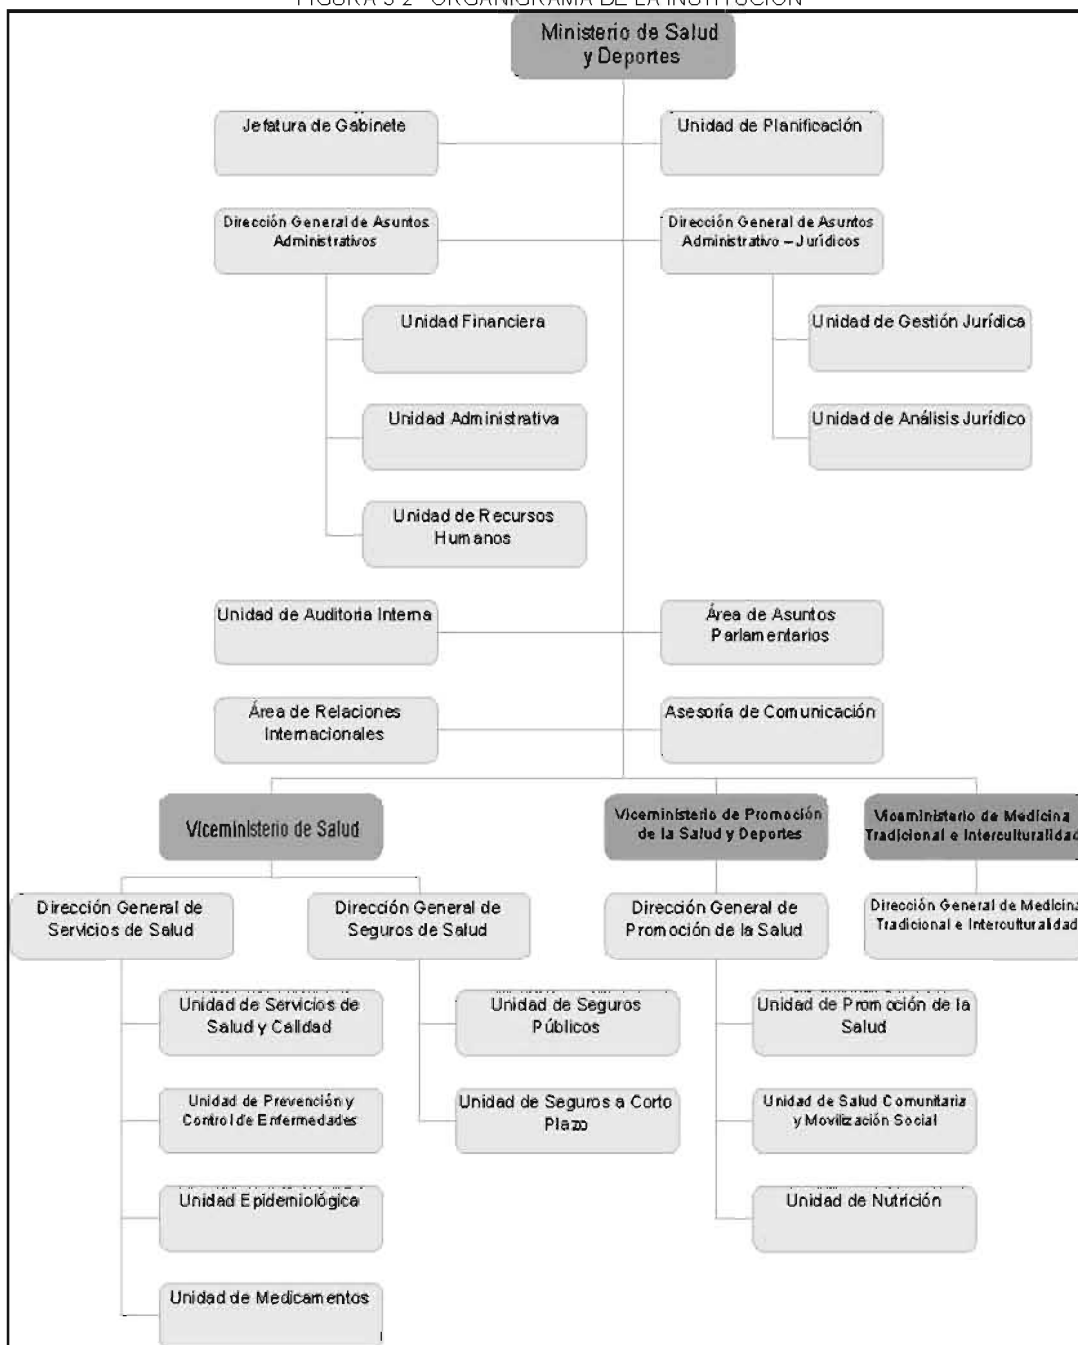 FIGURA 3-2 ORGANIGRAMA DE LA INSTITUCIÓN
Ministerio de Salud
y Deportes
Jefatura de Gabinete
Unidad de Planificación
Dirección General de Asuntos
Administrativos
Dirección General de Asuntos
Administrativo – Jurídicos
Unidad Financiera
Unidad de Gestión Jurídica
Unidad Administrativa
Unidad de Análisis Jurídico
Unidad de Recursos
Humanos
Unidad de Auditoria Interna
Área de Asuntos
Parlamentarios
Área de Relaciones
Internacionales
Asesoría de Comunicación
Viceministerio de Salud
Viceministerio de Promoción
de la Salud y Deportes
Viceministerio de Medicina
Tradicional e Interculturalidad
Dirección General de
Servicios de Salud
Dirección General de
Seguros de Salud
Dirección General de
Promoción de la Salud
Dirección General de Medicina
Tradicional e Interculturalidad
Unidad de Servicios de
Salud y Calidad
Unidad de Seguros
Públicos
Unidad de Promoción de la
Salud
Unidad de Prevención y
Control de Enfermedades
Unidad de Seguros a Corto
Plazo
Unidad de Salud Comunitaria
y Movilización Social
Unidad Epidemiológica
Unidad de Nutrición
Unidad de Medicamentos